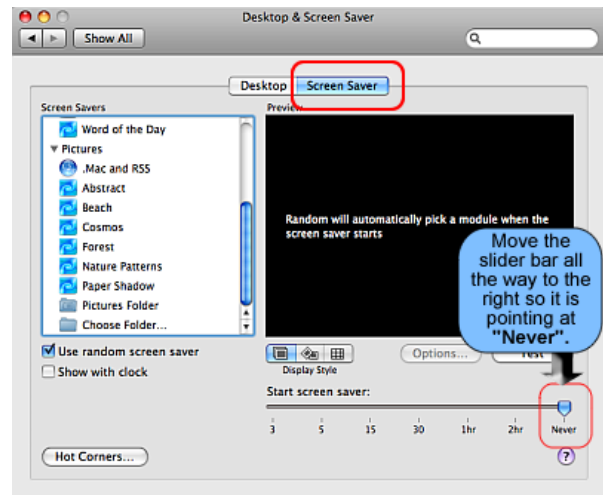 Desktop & Screen Saver
Show All
Desktop Screen Saver
Screen Savers
Preview
Word of the Day
Pictures
.Mac and RSS
Abstract
Beach
Cosmos
Forest
Nature Patterns
Paper Shadow
Pictures Folder
Choose Folder...
Random will automatically pick a module when the
screen saver starts
Move the
slider bar all
the way to the
right so it is
pointing at
"Never".
Use random screen saver
Show with clock
Display Style
Options...
Test
Start screen saver:
3 5 15 30 1hr 2hr Never
Hot Corners...
?